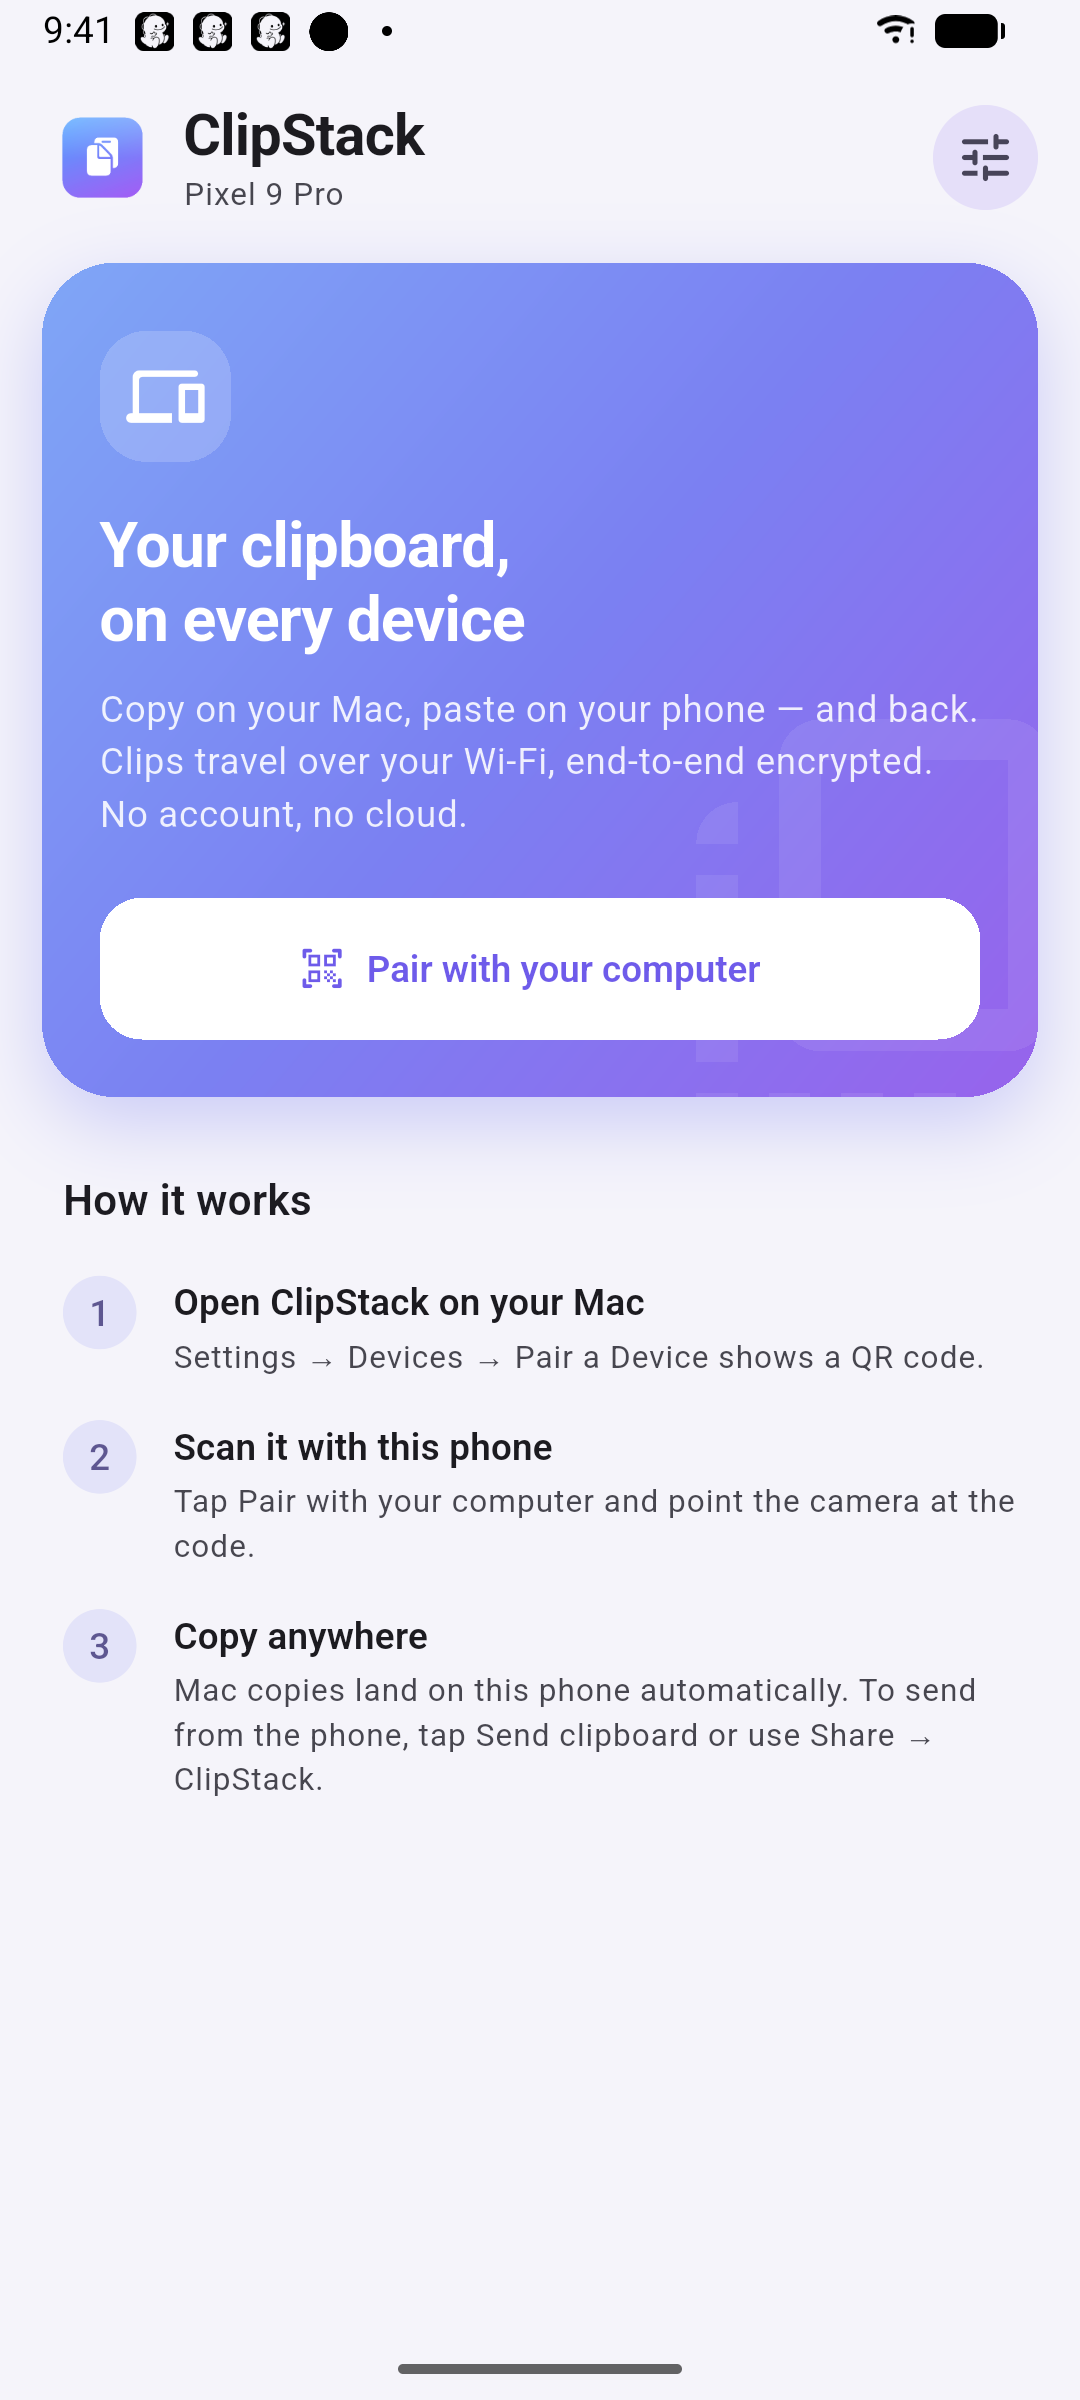 9:41
ClipStack
Pixel 9 Pro
Your clipboard,
on every device
Copy on your Mac, paste on your phone — and back.
Clips travel over your Wi-Fi, end-to-end encrypted.
No account, no cloud.
Pair with your computer
How it works
1
Open ClipStack on your Mac
Settings → Devices → Pair a Device shows a QR code.
2
Scan it with this phone
Tap Pair with your computer and point the camera at the
code.
3
Copy anywhere
Mac copies land on this phone automatically. To send
from the phone, tap Send clipboard or use Share →
ClipStack.